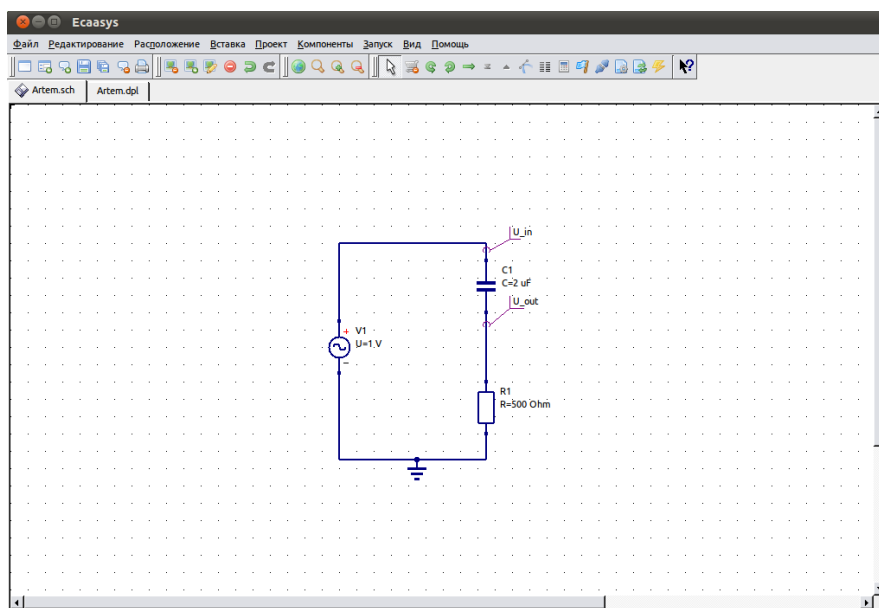 Ecaasys
Файл Редактирование Расположение Вставка Проект Компоненты Запуск Вид Помощь
Artem.sch Artem.dpl
U_in
C1
C=2 uF
U_out
+ V1
U=1 V
−
R1
R=500 Ohm